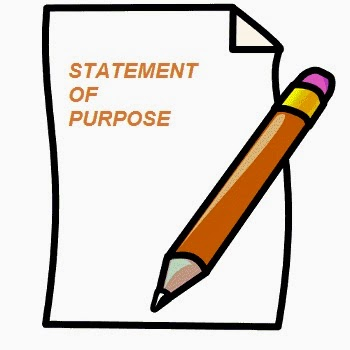 STATEMENT
OF
PURPOSE